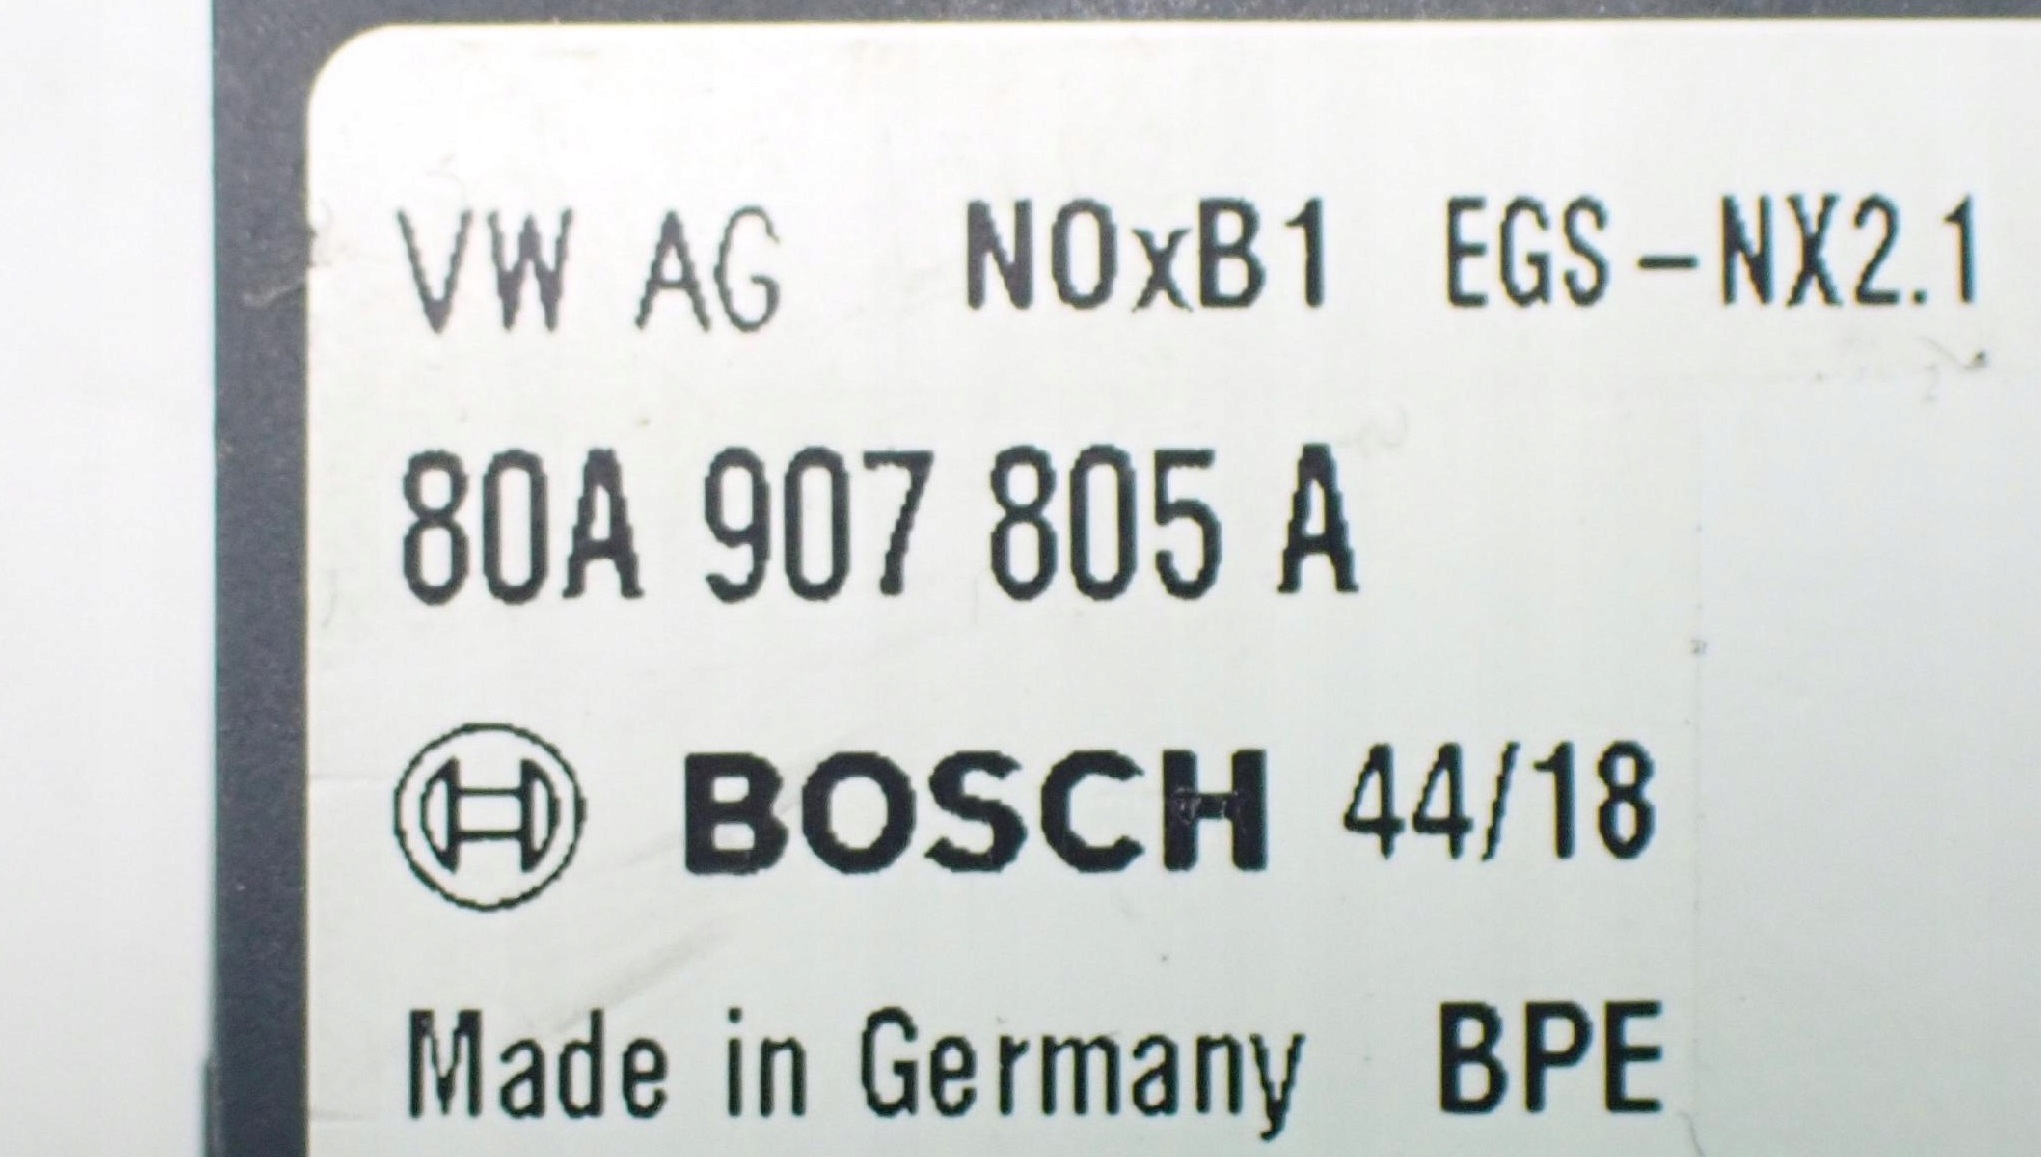 VW AG NOxB1 EGS-NX2.1
80A 907 805 A
BOSCH 44/18
Made in Germany BPE